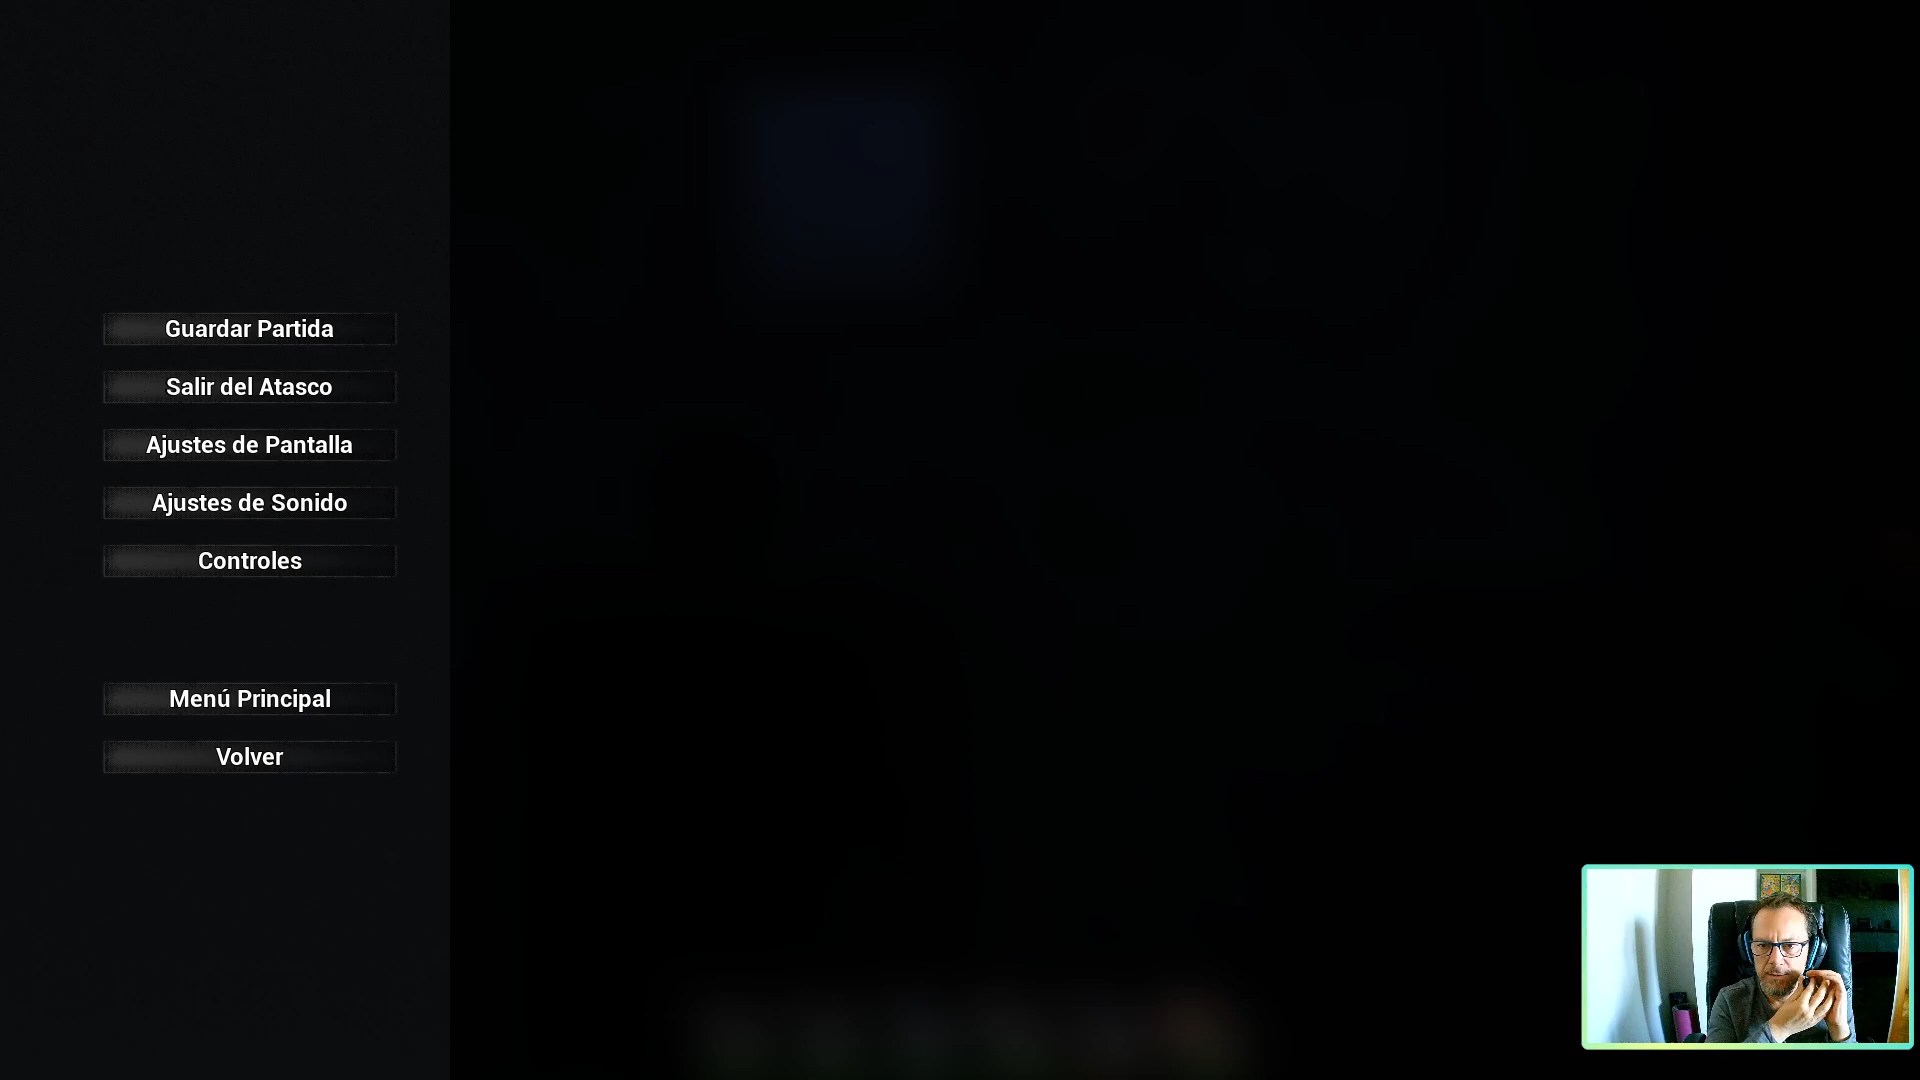 Guardar Partida
Salir del Atasco
Ajustes de Pantalla
Ajustes de Sonido
Controles
Menú Principal
Volver